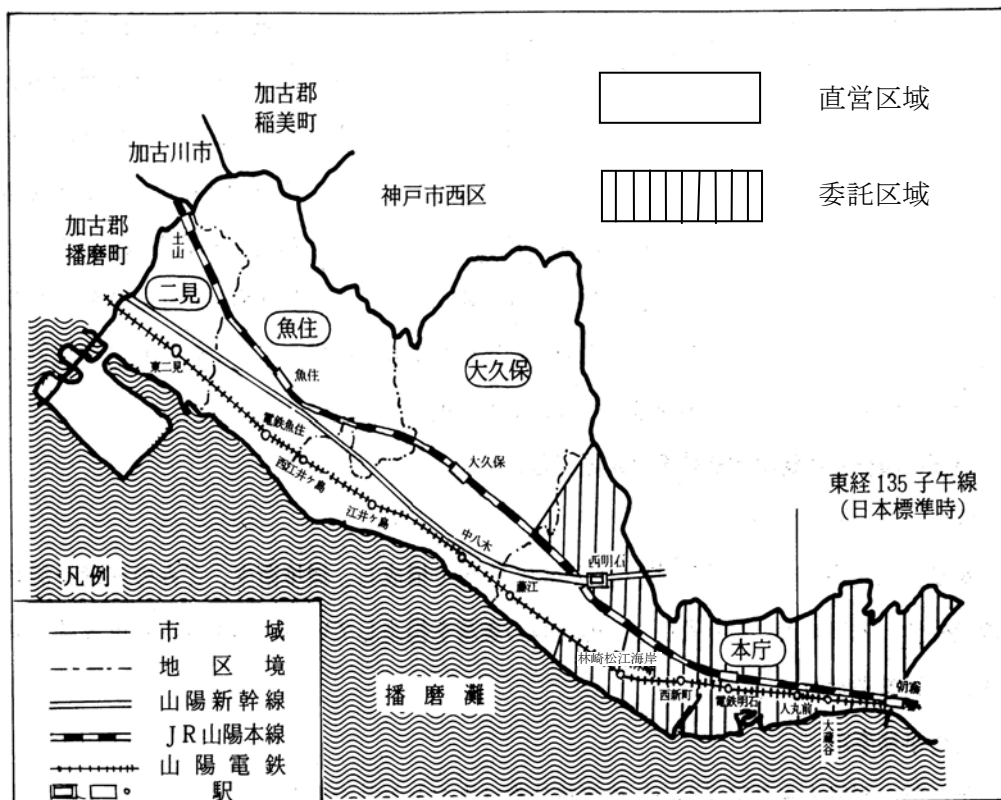 加古郡
稲美町
加古川市
神戸市西区
加古郡
播磨町
直営区域
委託区域
土山
二見
魚住
大久保
東二見
魚住
電鉄魚住
西江井ケ島
江井ケ島
大久保
中八木
藤江
西明石
東経135子午線
(日本標準時)
本庁
林崎松江海岸
西新町
電鉄明石
人丸前
大蔵谷
朝霧
播磨灘
凡例
市域
地区境
山陽新幹線
JR山陽本線
山陽電鉄
駅